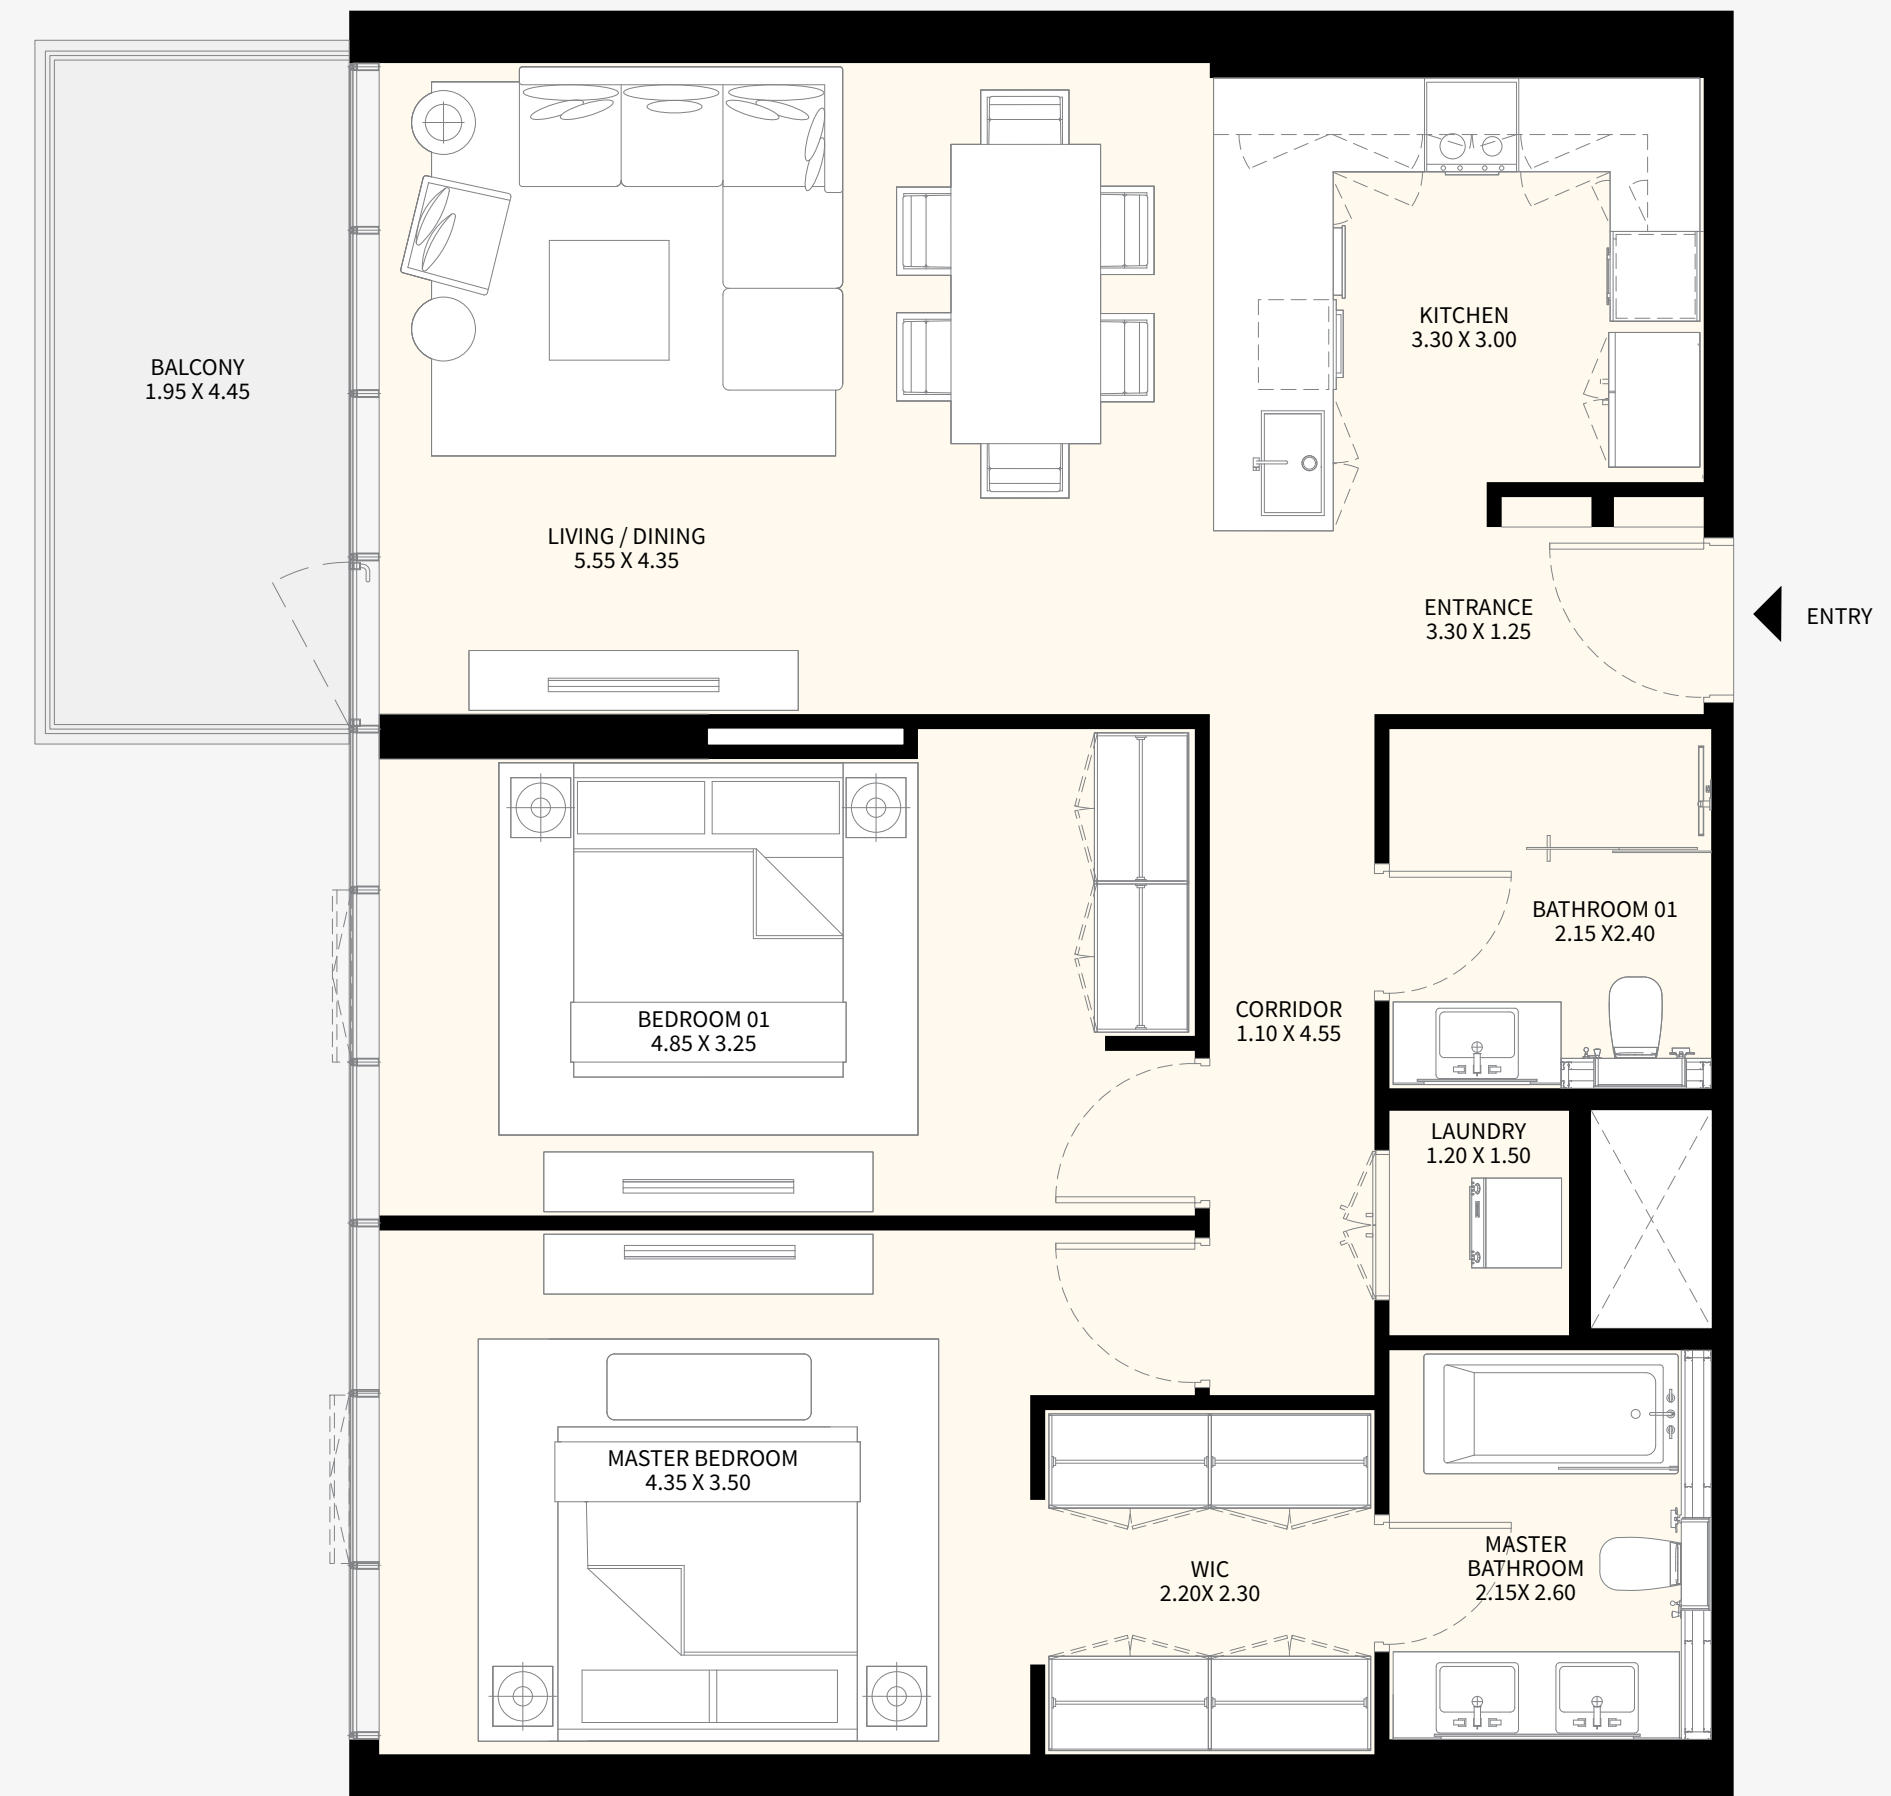 KITCHEN
3.30 X 3.00
BALCONY
1.95 X 4.45
LIVING / DINING
5.55 X 4.35
ENTRANCE
3.30 X 1.25
ENTRY
BATHROOM 01
2.15 X2.40
CORRIDOR
1.10 X 4.55
BEDROOM 01
4.85 X 3.25
LAUNDRY
1.20 X 1.50
MASTER BEDROOM
4.35 X 3.50
MASTER
BATHROOM
2.15X 2.60
WIC
2.20X 2.30